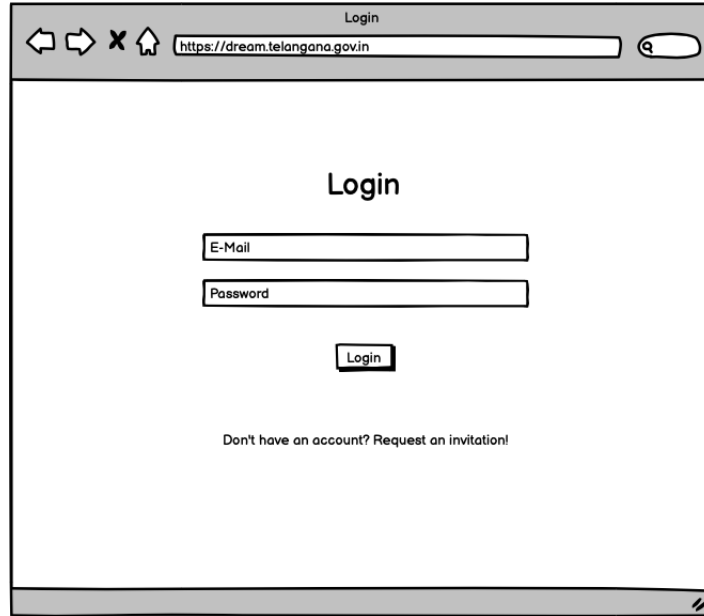 Login
https://dream.telangana.gov.in
Login
E-Mail
Password
Login
Don't have an account? Request an invitation!